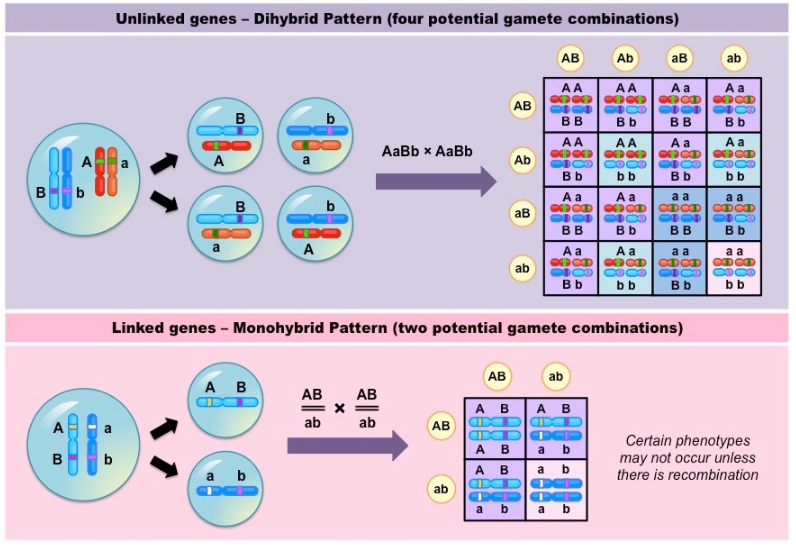 Unlinked genes – Dihybrid Pattern (four potential gamete combinations)
AB Ab aB ab
B b
A a
B b
a A
A a
B b
AaBb × AaBb
AB
A A A A A a A a
B B B b B B B b
Ab
A A A A A a A a
B b b b B b b b
aB
A a A a a a a a
B B B b B B B b
ab
A a A a a a a a
B b b b B b b b
Linked genes – Monohybrid Pattern (two potential gamete combinations)
AB ab
A B
A a
B b
a b
AB × AB
ab ab
AB
A B A B
A B a b
ab
A B a b
a b a b
Certain phenotypes
may not occur unless
there is recombination